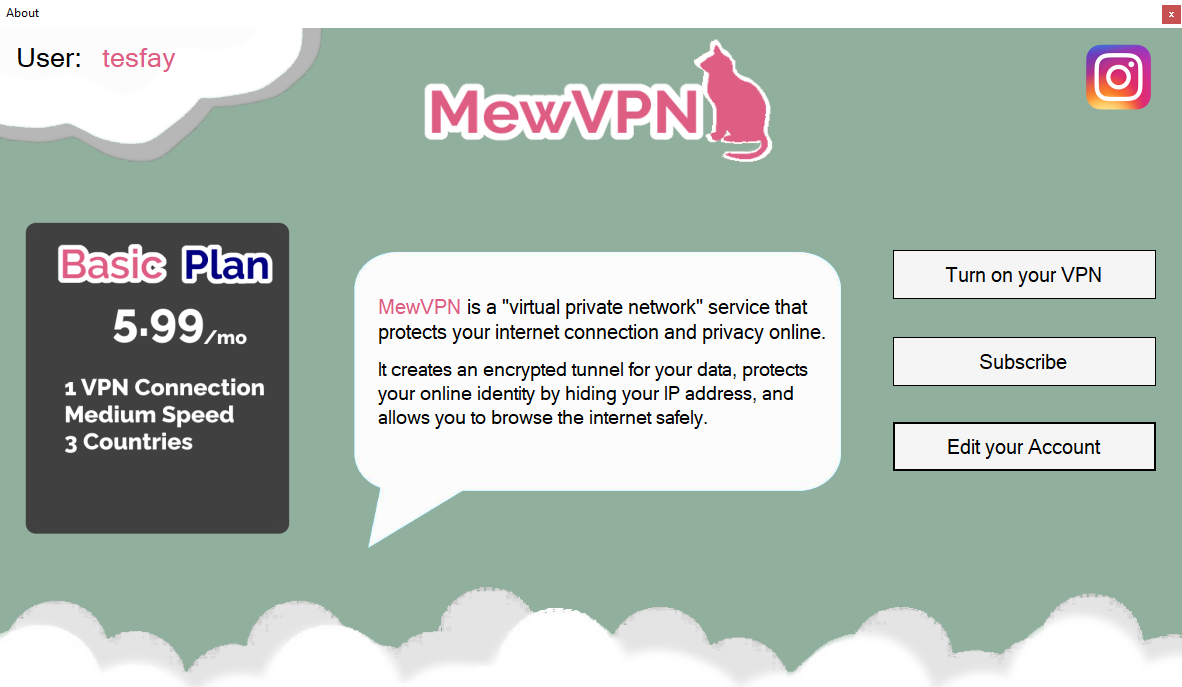 About
x
User: tesfay
MewVPN
Basic Plan
5.99/mo
1 VPN Connection
Medium Speed
3 Countries
MewVPN is a "virtual private network" service that
protects your internet connection and privacy online.
It creates an encrypted tunnel for your data, protects
your online identity by hiding your IP address, and
allows you to browse the internet safely.
Turn on your VPN
Subscribe
Edit your Account